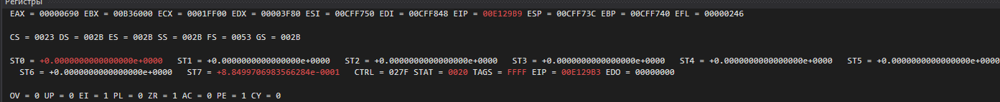 Регистры
EAX = 00000690 EBX = 00B36000 ECX = 0001FF00 EDX = 00003F80 ESI = 00CFF750 EDI = 00CFF848 EIP = 00E129B9 ESP = 00CFF73C EBP = 00CFF740 EFL = 00000246
CS = 0023 DS = 002B ES = 002B SS = 002B FS = 0053 GS = 002B
ST0 = +0.0000000000000000e+0000 ST1 = +0.0000000000000000e+0000 ST2 = +0.0000000000000000e+0000 ST3 = +0.0000000000000000e+0000 ST4 = +0.0000000000000000e+0000 ST5 = +0.0000000000000000e+0000
ST6 = +0.0000000000000000e+0000 ST7 = +8.8499706983566284e-0001 CTRL = 027F STAT = 0020 TAGS = FFFF EIP = 00E129B3 EDO = 00000000
OV = 0 UP = 0 EI = 1 PL = 0 ZR = 1 AC = 0 PE = 1 CY = 0